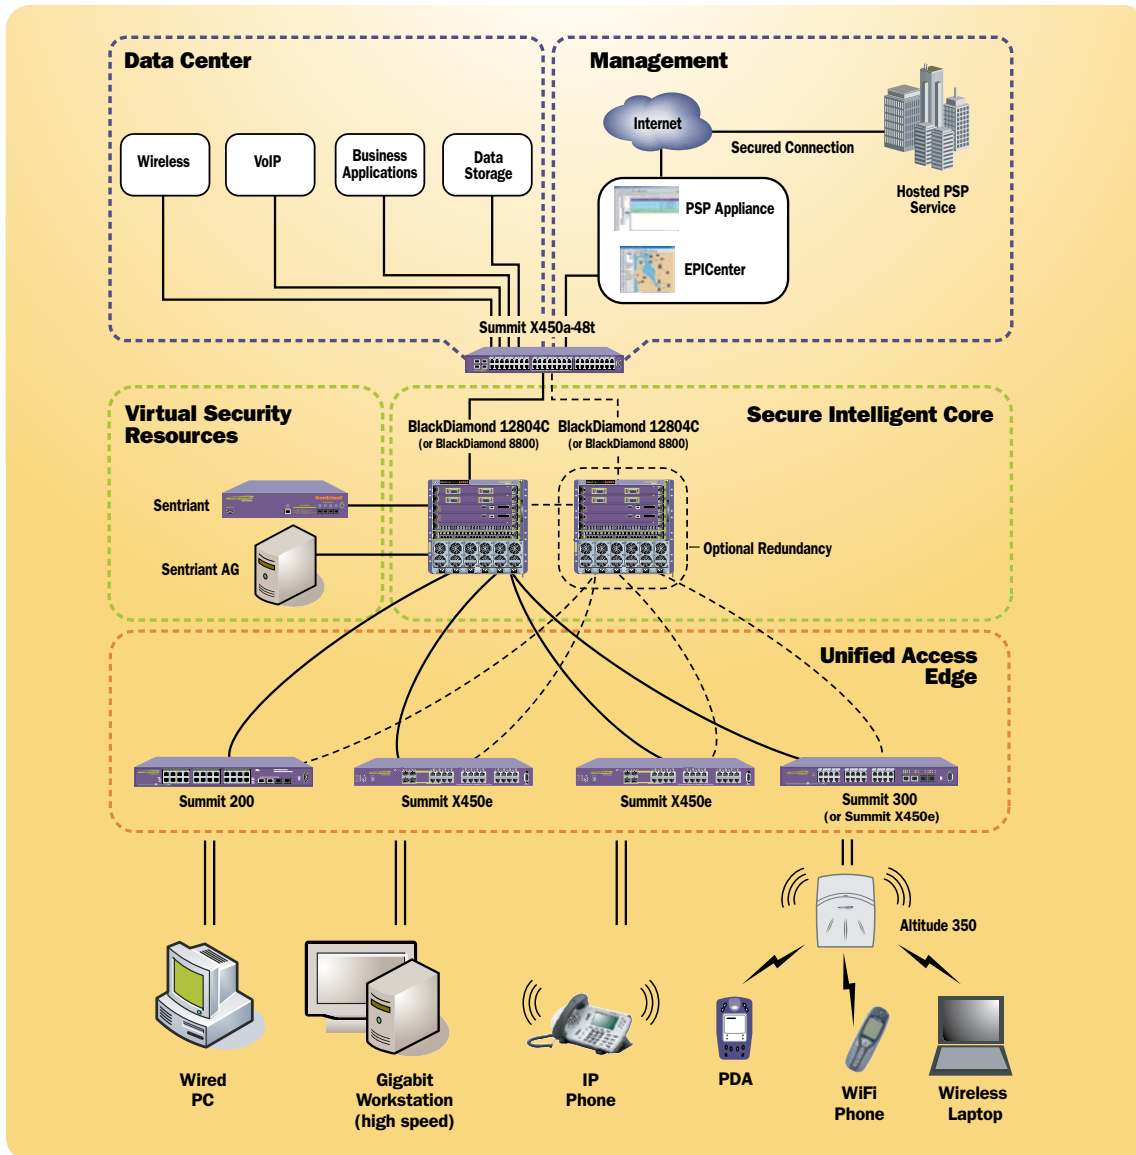 Data Center
Management
Internet
Secured Connection
Hosted PSP
Service
Wireless
VoIP
Business
Applications
Data
Storage
PSP Appliance
EPICenter
Summit X450a-48t
Virtual Security
Resources
Secure Intelligent Core
BlackDiamond 12804C
(or BlackDiamond 8800)
BlackDiamond 12804C
(or BlackDiamond 8800)
Sentriant
Sentriant
Sentriant AG
Optional Redundancy
Unified Access
Edge
Summit 200
Summit X450e
Summit X450e
Summit 300
(or Summit X450e)
Altitude 350
Wired
PC
Gigabit
Workstation
(high speed)
IP
Phone
PDA
WiFi
Phone
Wireless
Laptop